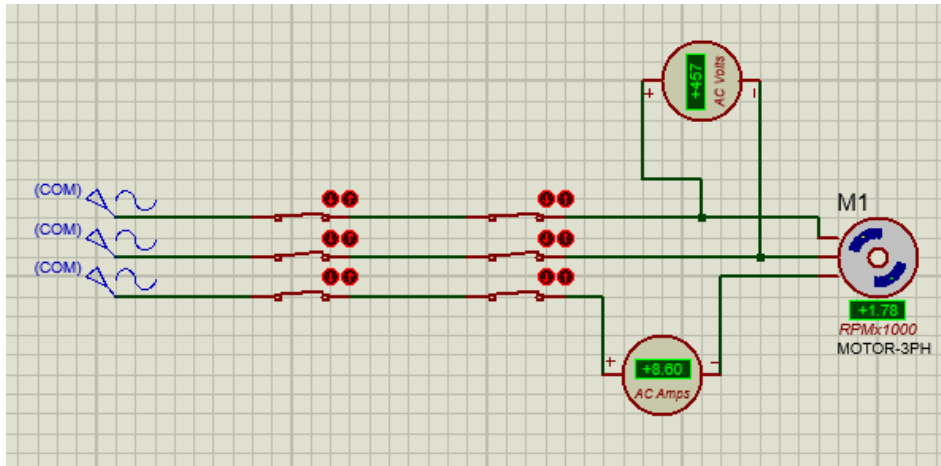 +457
AC Volts
+
(COM)
(COM)
(COM)
M1
+1.78
RPMx1000
MOTOR-3PH
+
+8.60
AC Amps